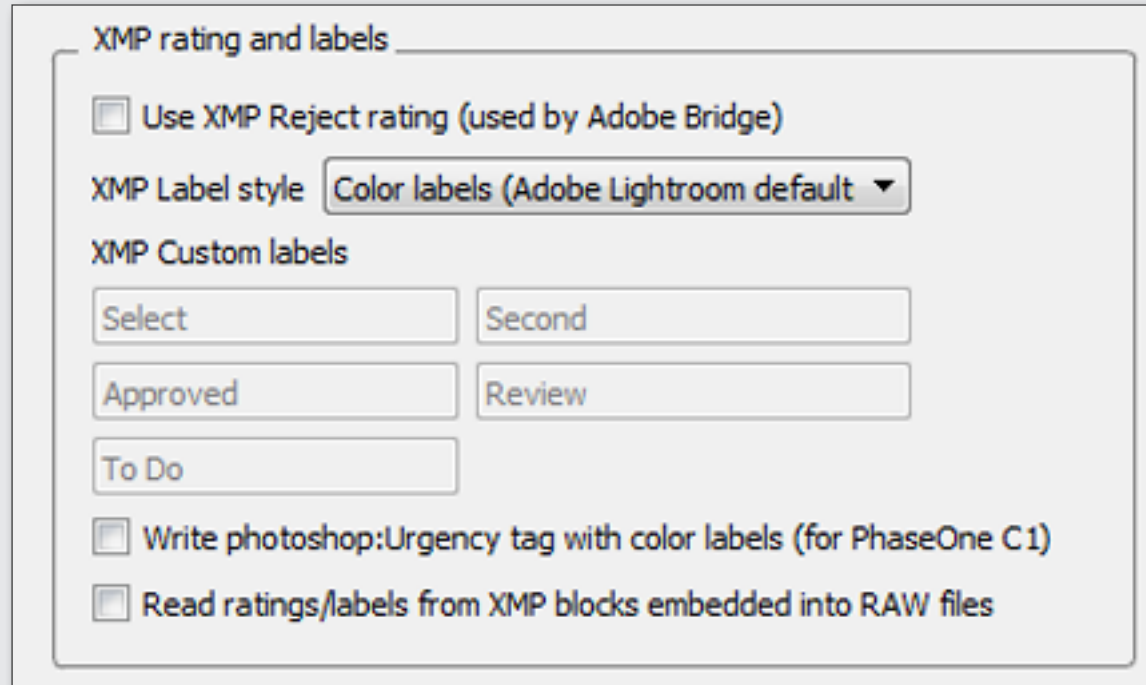 XMP rating and labels
Use XMP Reject rating (used by Adobe Bridge)
XMP Label style Color labels (Adobe Lightroom default
XMP Custom labels
Select Second
Approved Review
To Do
Write photoshop:Urgency tag with color labels (for PhaseOne C1)
Read ratings/labels from XMP blocks embedded into RAW files